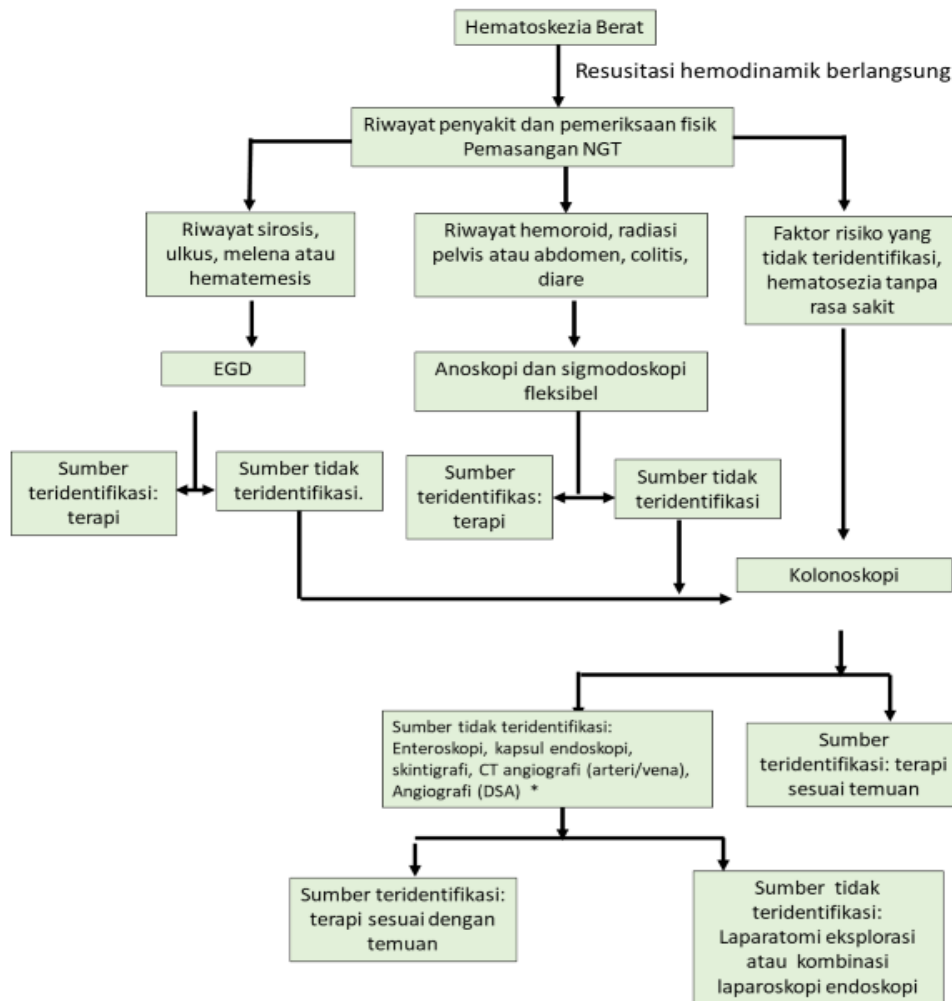 Hematoskezia Berat
Resusitasi hemodinamik berlangsung
Riwayat penyakit dan pemeriksaan fisik
Pemasangan NGT
Riwayat sirosis,
ulkus, melena atau
hematemesis
Riwayat hemoroid, radiasi
pelvis atau abdomen, colitis,
diare
Faktor risiko yang
tidak teridentifikasi,
hematosezia tanpa
rasa sakit
EGD
Anoskopi dan sigmodoskopi
fleksibel
Sumber
teridentifikasi:
terapi
Sumber tidak
teridentifikasi.
Sumber
teridentifikas:
terapi
Sumber tidak
teridentifikasi
Kolonoskopi
Sumber tidak teridentifikasi:
Enteroskopi, kapsul endoskopi,
skintigrafi, CT angiografi (arteri/vena),
Angiografi (DSA) *
Sumber
teridentifikasi: terapi
sesuai temuan
Sumber teridentifikasi:
terapi sesuai dengan
temuan
Sumber tidak
teridentifikasi:
Laparatomi eksplorasi
atau kombinasi
laparoskopi endoskopi